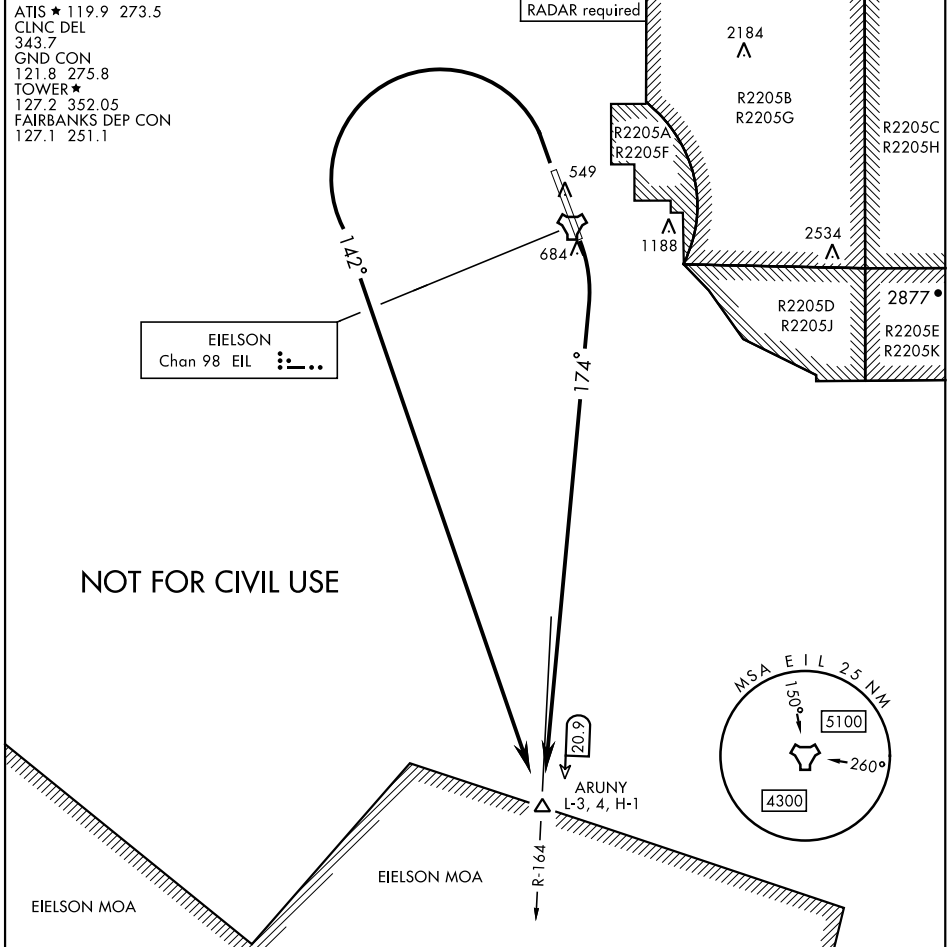 ATIS ★ 119.9 273.5
CLNC DEL
343.7
GND CON
121.8 275.8
TOWER★
127.2 352.05
FAIRBANKS DEP CON
127.1 251.1
RADAR required
2184
R2205B
R2205G
R2205A
R2205F
R2205C
R2205H
549
684
1188
2534
2877
R2205D
R2205J
R2205E
R2205K
142°
174°
EIELSON
Chan 98 EIL
NOT FOR CIVIL USE
MSA EIL 25 NM
150°
5100
260°
4300
20.9
ARUNY
L-3, 4, H-1
R-164
EIELSON MOA
EIELSON MOA